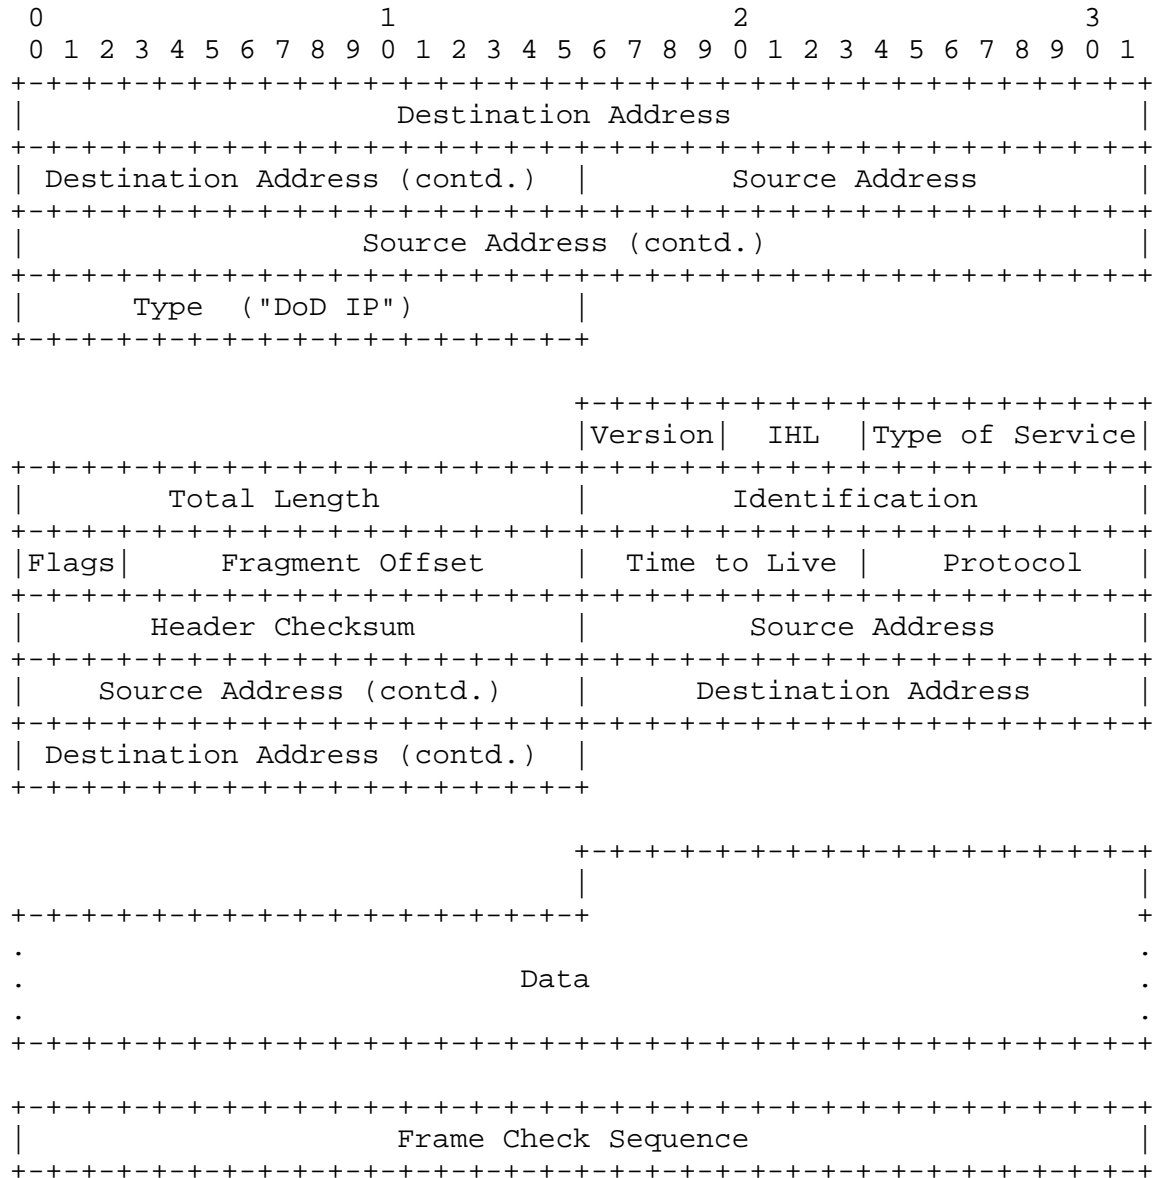 0                   1                   2                   3
 0 1 2 3 4 5 6 7 8 9 0 1 2 3 4 5 6 7 8 9 0 1 2 3 4 5 6 7 8 9 0 1
+-+-+-+-+-+-+-+-+-+-+-+-+-+-+-+-+-+-+-+-+-+-+-+-+-+-+-+-+-+-+-+-+
|                     Destination Address                       |
+-+-+-+-+-+-+-+-+-+-+-+-+-+-+-+-+-+-+-+-+-+-+-+-+-+-+-+-+-+-+-+-+
| Destination Address (contd.)  |        Source Address         |
+-+-+-+-+-+-+-+-+-+-+-+-+-+-+-+-+-+-+-+-+-+-+-+-+-+-+-+-+-+-+-+-+
|                   Source Address (contd.)                     |
+-+-+-+-+-+-+-+-+-+-+-+-+-+-+-+-+-+-+-+-+-+-+-+-+-+-+-+-+-+-+-+-+
|      Type  ("DoD IP")         |
+-+-+-+-+-+-+-+-+-+-+-+-+-+-+-+-+

                                +-+-+-+-+-+-+-+-+-+-+-+-+-+-+-+-+
                                |Version|  IHL  |Type of Service|
+-+-+-+-+-+-+-+-+-+-+-+-+-+-+-+-+-+-+-+-+-+-+-+-+-+-+-+-+-+-+-+-+
|        Total Length           |        Identification         |
+-+-+-+-+-+-+-+-+-+-+-+-+-+-+-+-+-+-+-+-+-+-+-+-+-+-+-+-+-+-+-+-+
|Flags|     Fragment Offset     |  Time to Live |    Protocol   |
+-+-+-+-+-+-+-+-+-+-+-+-+-+-+-+-+-+-+-+-+-+-+-+-+-+-+-+-+-+-+-+-+
|       Header Checksum         |         Source Address        |
+-+-+-+-+-+-+-+-+-+-+-+-+-+-+-+-+-+-+-+-+-+-+-+-+-+-+-+-+-+-+-+-+
|    Source Address (contd.)    |      Destination Address      |
+-+-+-+-+-+-+-+-+-+-+-+-+-+-+-+-+-+-+-+-+-+-+-+-+-+-+-+-+-+-+-+-+
| Destination Address (contd.)  |
+-+-+-+-+-+-+-+-+-+-+-+-+-+-+-+-+

                                +-+-+-+-+-+-+-+-+-+-+-+-+-+-+-+-+
                                |                               |
+-+-+-+-+-+-+-+-+-+-+-+-+-+-+-+-+                               +
.                                                               .
.                            Data                               .
.                                                               .
+-+-+-+-+-+-+-+-+-+-+-+-+-+-+-+-+-+-+-+-+-+-+-+-+-+-+-+-+-+-+-+-+

+-+-+-+-+-+-+-+-+-+-+-+-+-+-+-+-+-+-+-+-+-+-+-+-+-+-+-+-+-+-+-+-+
|                     Frame Check Sequence                      |
+-+-+-+-+-+-+-+-+-+-+-+-+-+-+-+-+-+-+-+-+-+-+-+-+-+-+-+-+-+-+-+-+